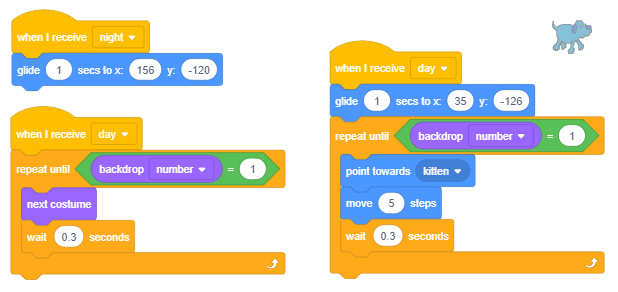 when I receive night
glide 1 secs to x: 156 y: -120
when I receive day
repeat until backdrop number = 1
next costume
wait 0.3 seconds
when I receive day
glide 1 secs to x: 35 y: -126
repeat until backdrop number = 1
point towards kitten
move 5 steps
wait 0.3 seconds